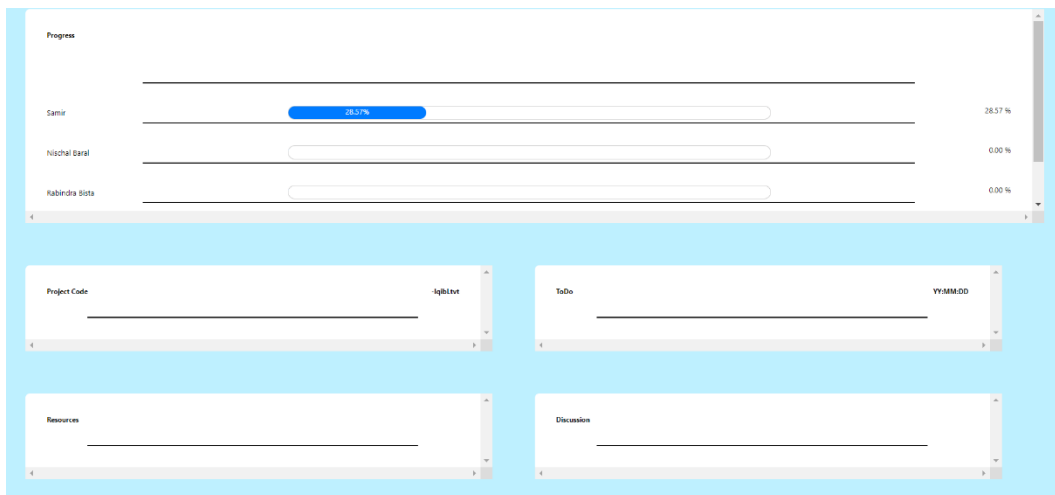 Progress
Samir 28.57% 28.57 %
Nischal Baral 0.00 %
Rabindra Bista 0.00 %
Project Code
ToDo YY:MM:DD
Resources
Discussion